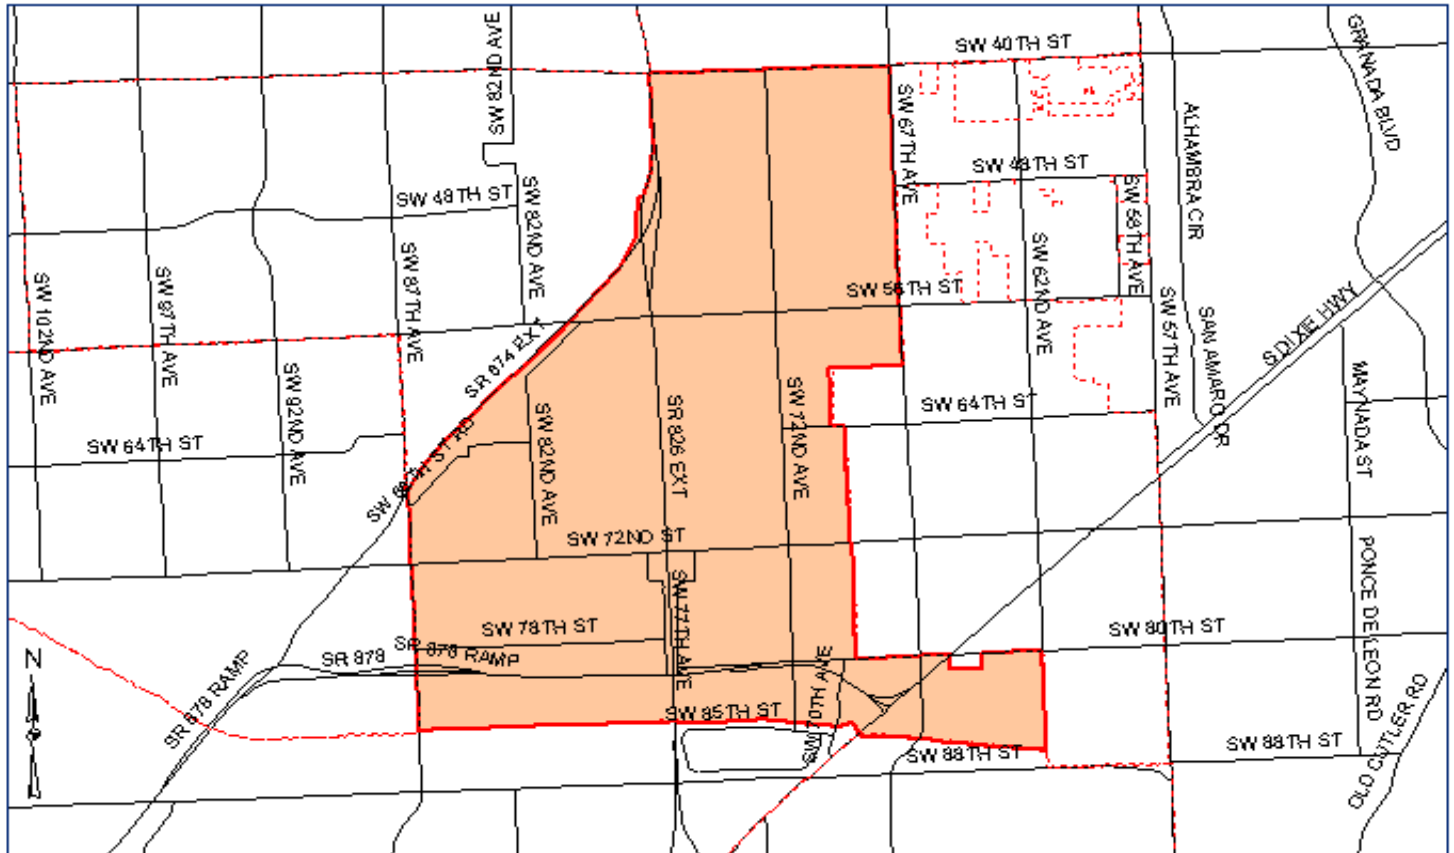 SW 40TH ST
SW 82ND AVE
GRANADA BLVD
SW 67TH AVE
ALHAMBRA CIR
SW 48TH ST
SW 48TH ST
SW 82ND AVE
SW 58TH AVE
SW 62ND AVE
SW 102ND AVE
SW 97TH AVE
SW 87TH AVE
SW 56TH ST
SW 57TH AVE
SAN AMARO DR
S DIXIE HWY
SR 874 EXT
SW 92ND AVE
SW 72ND AVE
SR 826 EXT
SW 82ND AVE
SW 64TH ST
MAYNADA ST
SW 64TH ST
ST RD
SW 72ND ST
PONCE DE LEON RD
SW 77TH AVE
SW 78TH ST
SW 80TH ST
N
SR 878
SR 878 RAMP
SR 878 RAMP
SW 70TH AVE
SW 85TH ST
SW 88TH ST
SW 88TH ST
OLD CUTLER RD